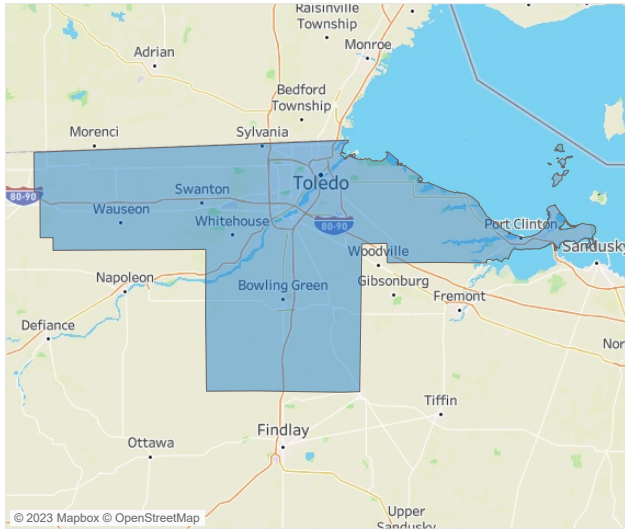 Raisinville
Township
Adrian
Monroe
Bedford
Township
Morenci
Sylvania
Toledo
80-90
Swanton
Wauseon
Whitehouse
80-90
Port Clinton
Woodville
Sandusky
Napoleon
Bowling Green
Gibsonburg
Fremont
Defiance
Nor
Tiffin
Findlay
Ottawa
Upper
Sandusky
© 2023 Mapbox © OpenStreetMap